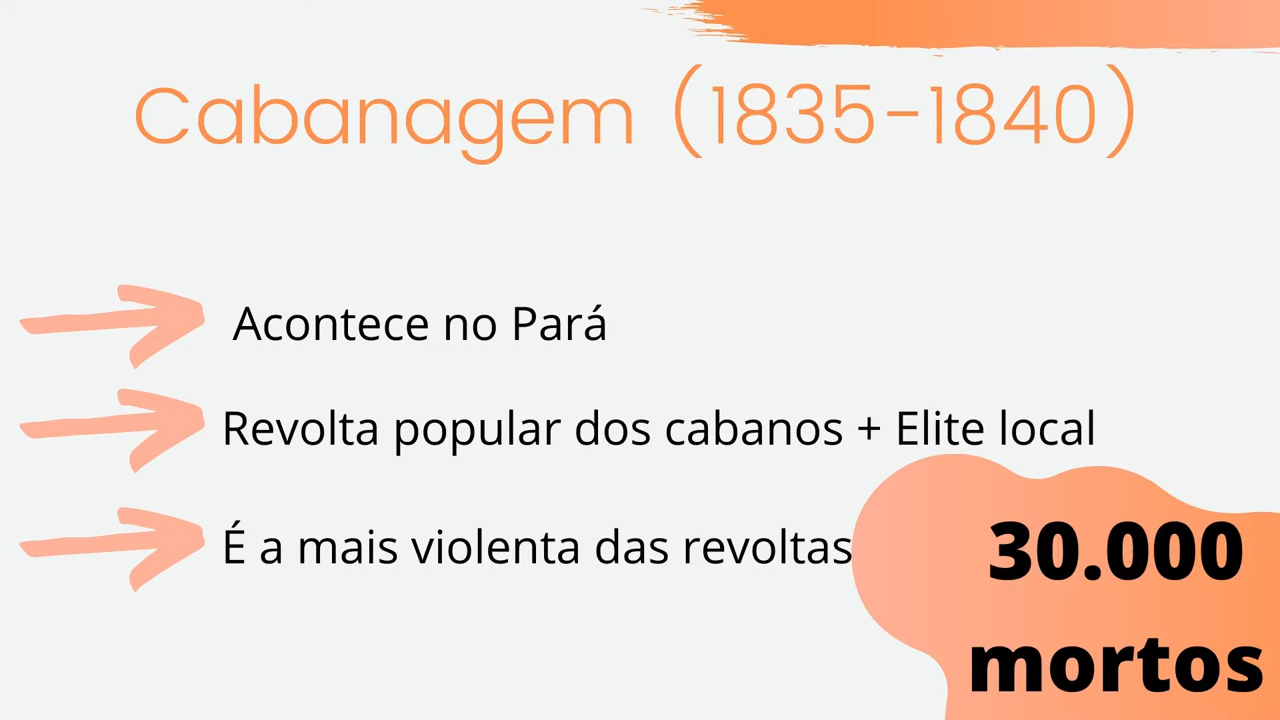 Cabanagem (1835-1840)
Acontece no Pará
Revolta popular dos cabanos + Elite local
É a mais violenta das revoltas
30.000
mortos